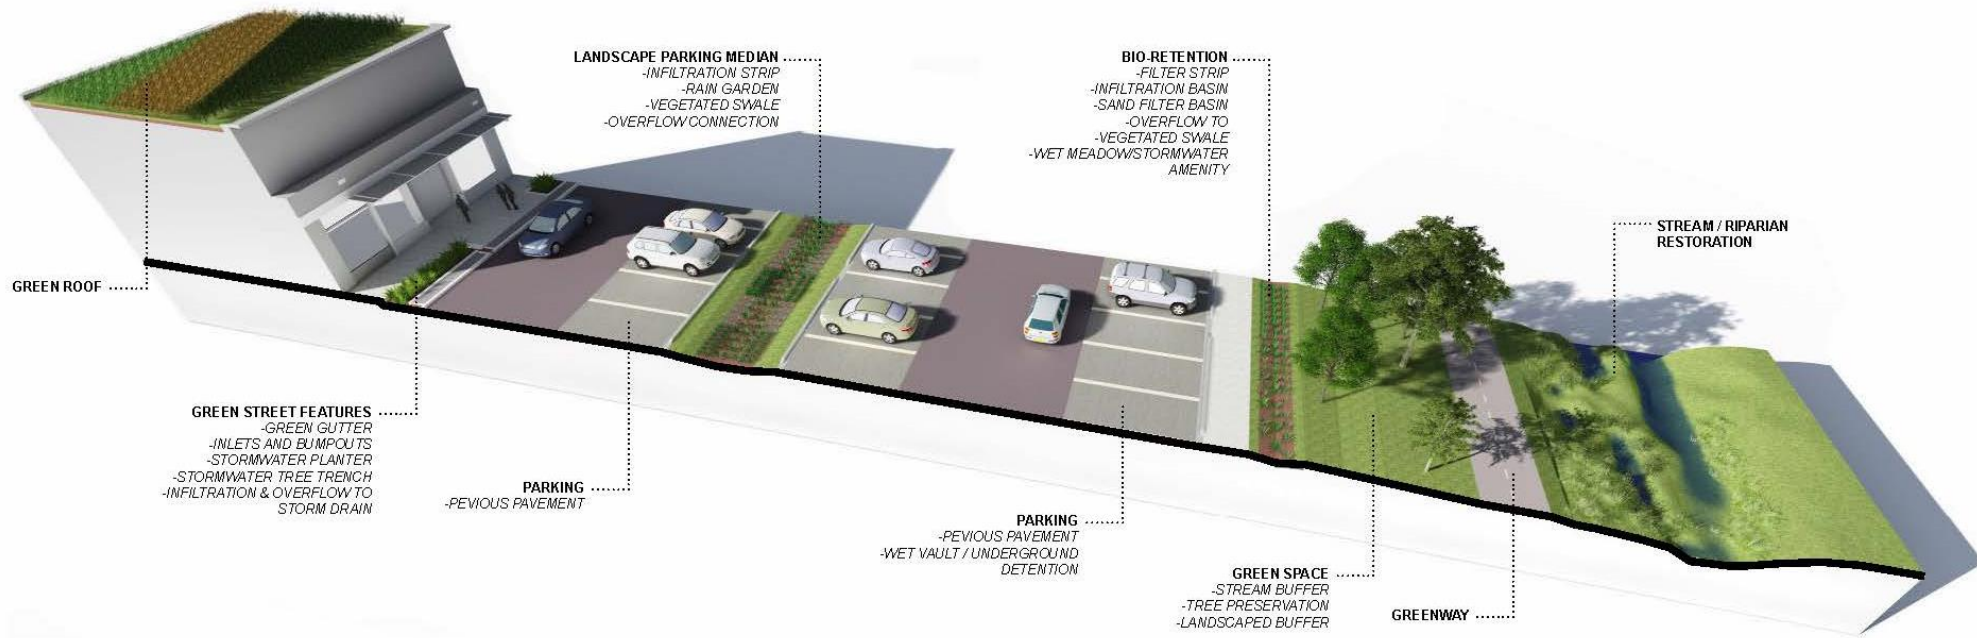 LANDSCAPE PARKING MEDIAN
-INFILTRATION STRIP
-RAIN GARDEN
-VEGETATED SWALE
-OVERFLOW CONNECTION
BIO-RETENTION
-FILTER STRIP
-INFILTRATION BASIN
-SAND FILTER BASIN
-OVERFLOW TO
-VEGETATED SWALE
-WET MEADOW/STORMWATER
AMENITY
STREAM / RIPARIAN
RESTORATION
GREEN ROOF
GREEN STREET FEATURES
-GREEN GUTTER
-INLETS AND BUMPOUTS
-STORMWATER PLANTER
-STORMWATER TREE TRENCH
-INFILTRATION & OVERFLOW TO
STORM DRAIN
PARKING
-PEVIOUS PAVEMENT
PARKING
-PEVIOUS PAVEMENT
-WET VAULT / UNDERGROUND
DETENTION
GREEN SPACE
-STREAM BUFFER
-TREE PRESERVATION
-LANDSCAPED BUFFER
GREENWAY